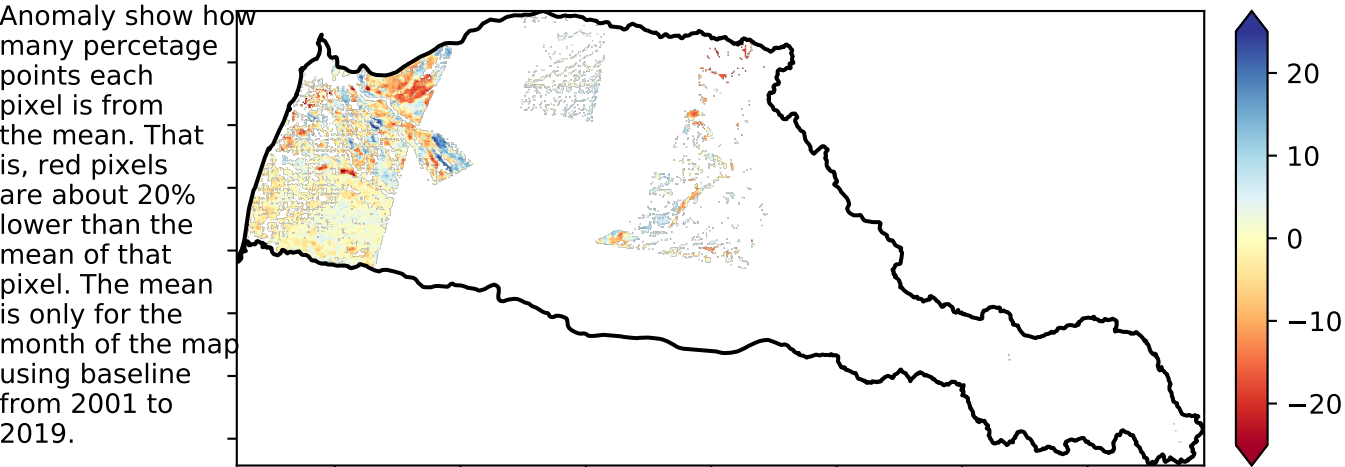 Anomaly show how
many percetage
points each
pixel is from
the mean. That
is, red pixels
are about 20%
lower than the
mean of that
pixel. The mean
is only for the
month of the map
using baseline
from 2001 to
2019.
20
10
0
−10
−20